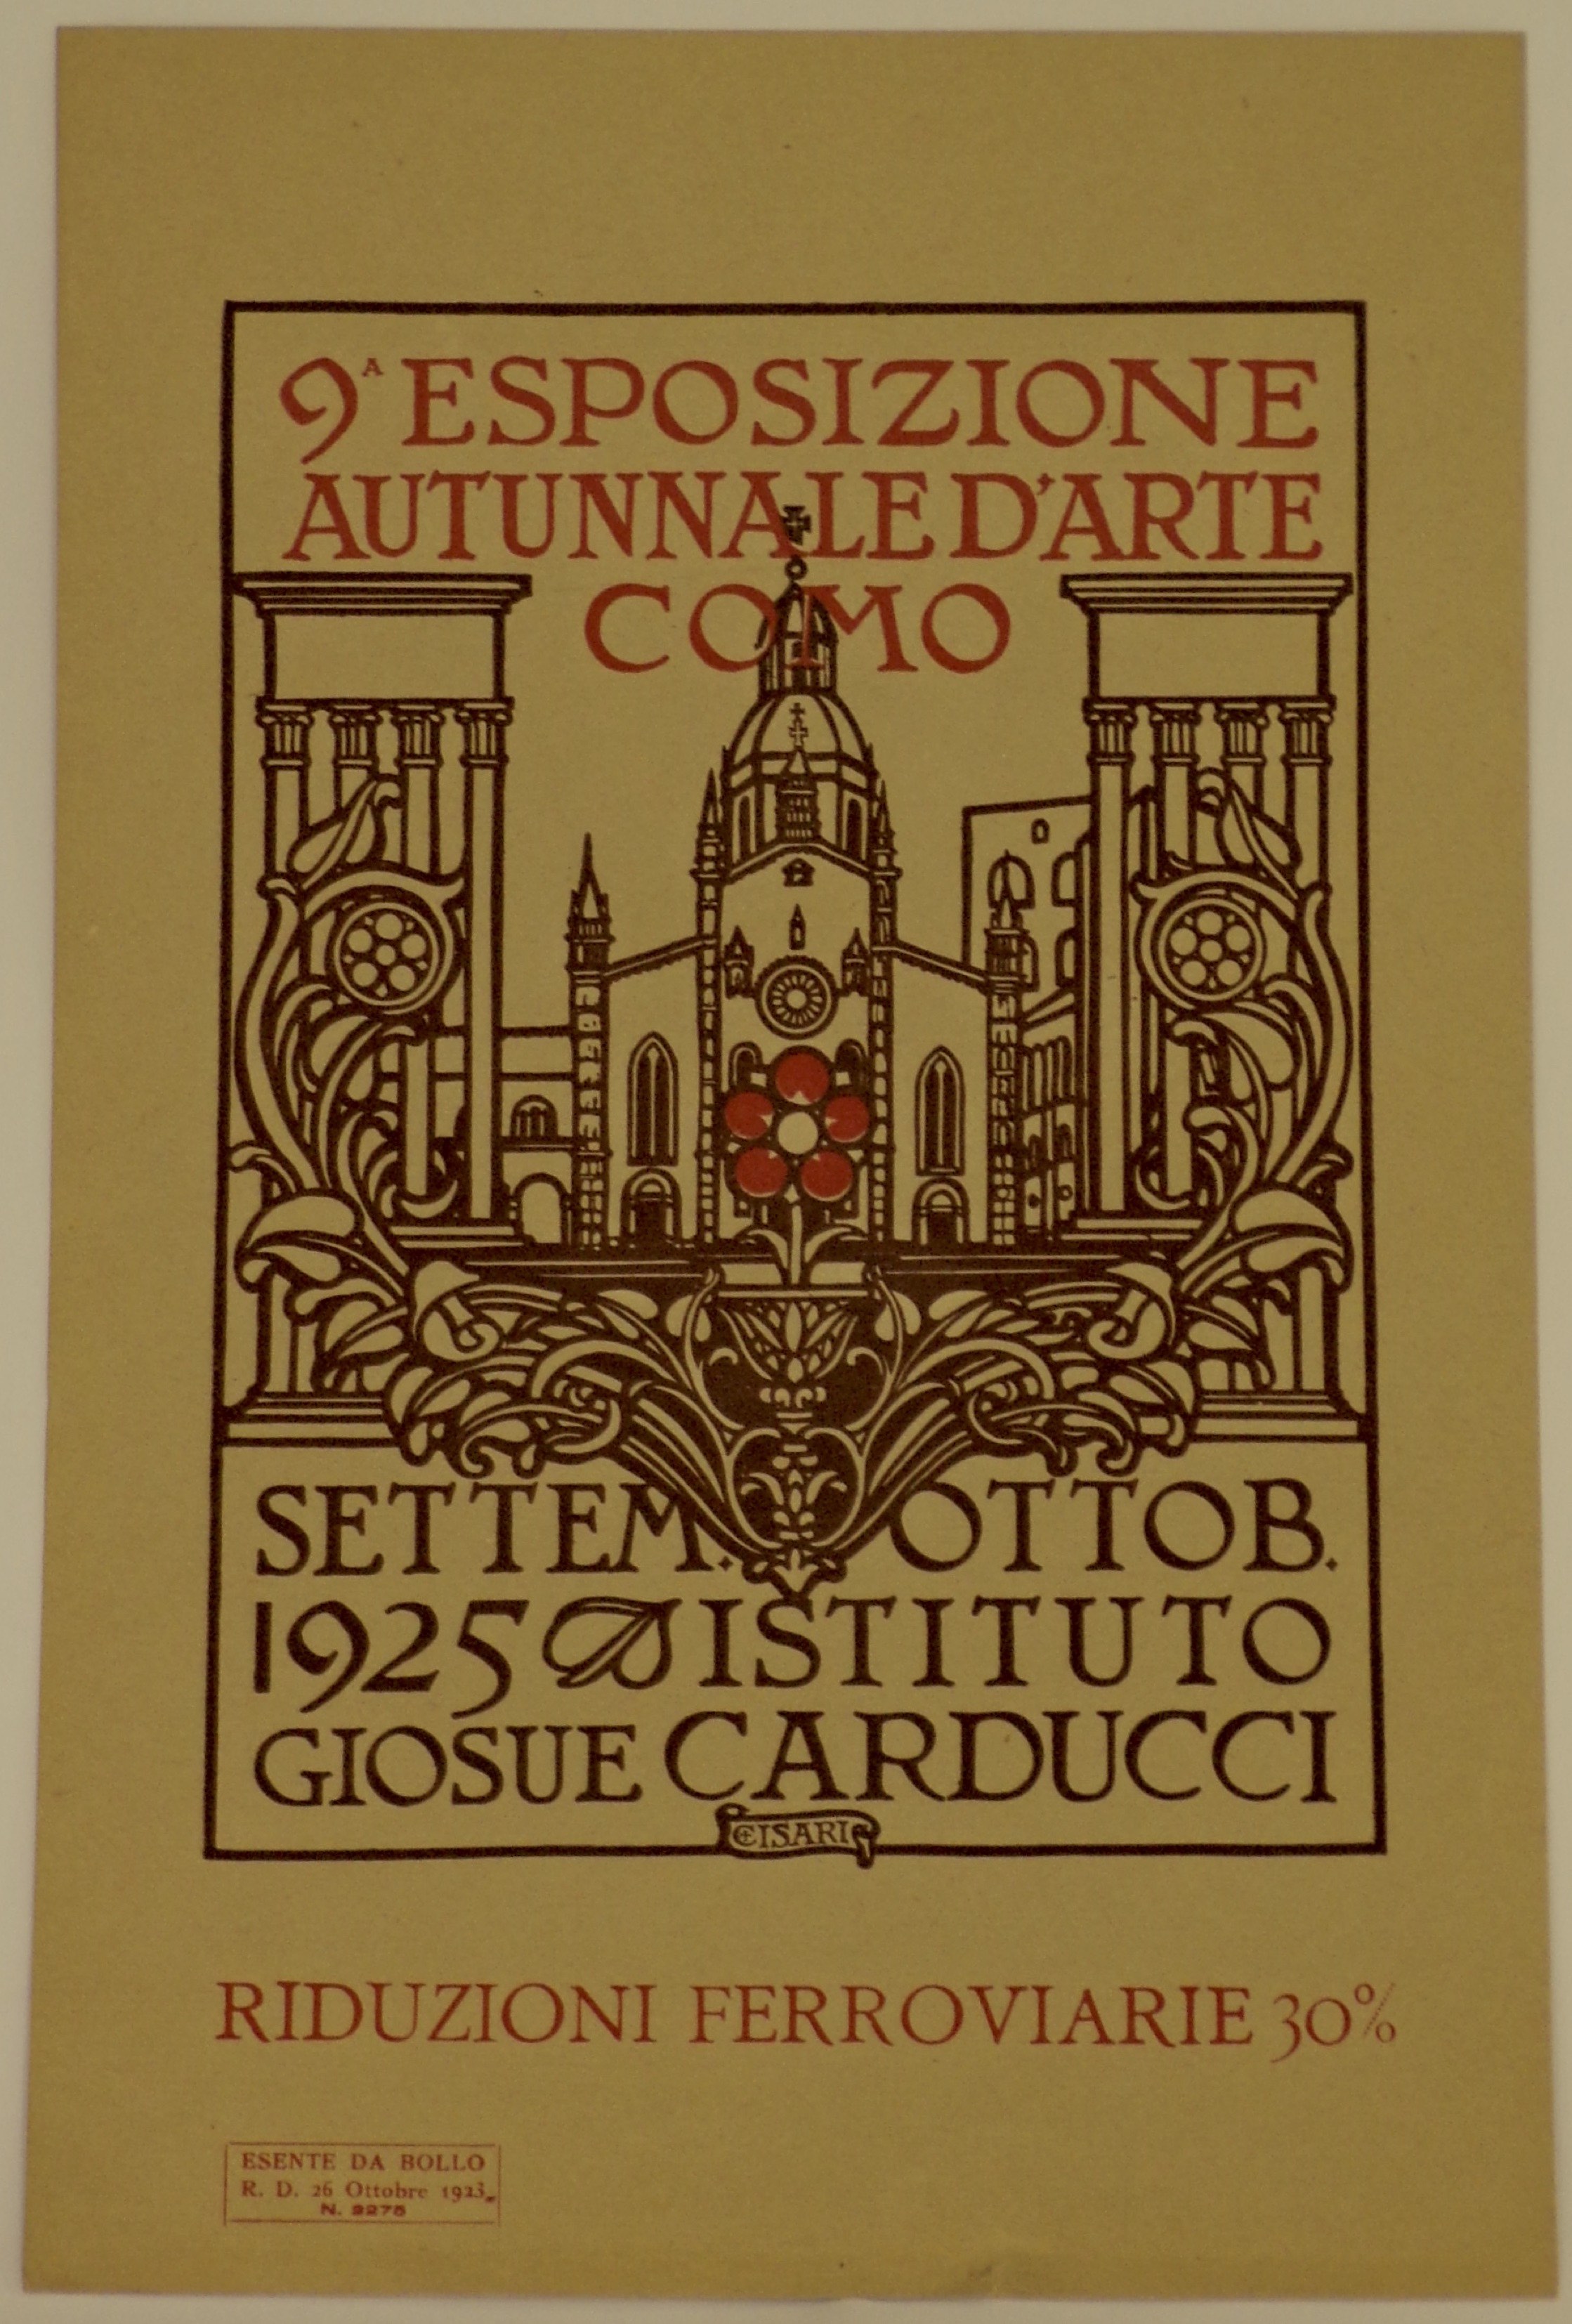 9ᴬ ESPOSIZIONE
AUTUNNALE D'ARTE
COMO
SETTEM. OTTOB.
1925 ISTITUTO
GIOSUE CARDUCCI
CISARI
RIDUZIONI FERROVIARIE 30%
ESENTE DA BOLLO
R. D. 26 Ottobre 1923
N. 9275